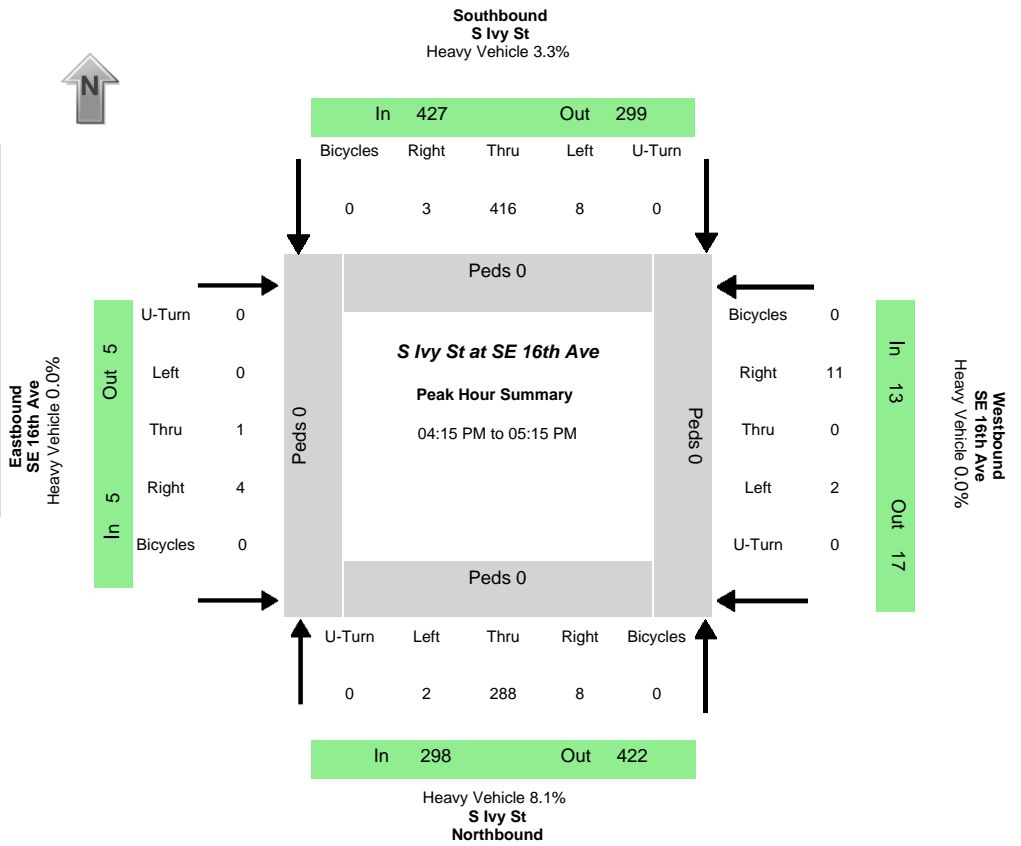 Southbound
S Ivy St
Heavy Vehicle 3.3%
N
In 427 Out 299
Bicycles Right Thru Left U-Turn
0 3 416 8 0
Peds 0
Eastbound
SE 16th Ave
Heavy Vehicle 0.0%
Out 5
In 5
U-Turn 0
Left 0
Thru 1
Right 4
Bicycles 0
Peds 0
S Ivy St at SE 16th Ave
Peak Hour Summary
04:15 PM to 05:15 PM
Peds 0
Bicycles 0
Right 11
Thru 0
Left 2
U-Turn 0
In 13
Out 17
Westbound
SE 16th Ave
Heavy Vehicle 0.0%
Peds 0
U-Turn Left Thru Right Bicycles
0 2 288 8 0
In 298 Out 422
Heavy Vehicle 8.1%
S Ivy St
Northbound